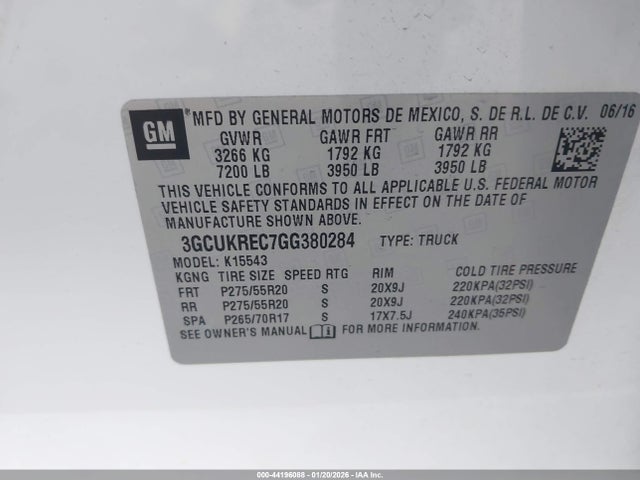 GM
MFD BY GENERAL MOTORS DE MEXICO, S. DE R.L. DE C.V. 06/16
GVWR GAWR FRT GAWR RR
3266 KG 1792 KG 1792 KG
7200 LB 3950 LB 3950 LB
THIS VEHICLE CONFORMS TO ALL APPLICABLE U.S. FEDERAL MOTOR
VEHICLE SAFETY STANDARDS IN EFFECT ON THE DATE OF
MANUFACTURE SHOWN ABOVE.
3GCUKREC7GG380284 TYPE: TRUCK
MODEL: K15543
KGNG TIRE SIZE SPEED RTG RIM COLD TIRE PRESSURE
FRT P275/55R20 S 20X9J 220KPA(32PSI)
RR P275/55R20 S 20X9J 220KPA(32PSI)
SPA P265/70R17 S 17X7.5J 240KPA(35PSI)
SEE OWNER'S MANUAL FOR MORE INFORMATION.
000-44196088 | 01/20/2026 - IAAI.COM